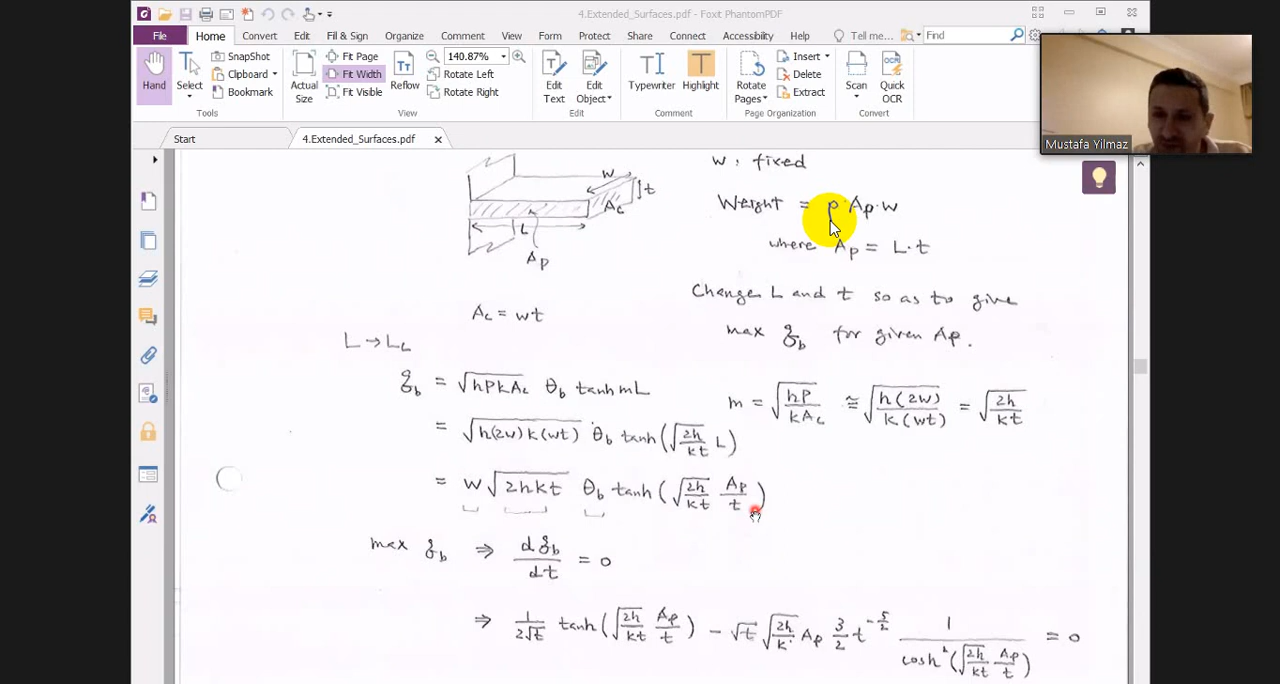 4.Extended_Surfaces.pdf - Foxit PhantomPDF
File Home Convert Edit Fill & Sign Organize Comment View Form Protect Share Connect Accessibility Help Tell me... Find
Hand
Select
SnapShot
Clipboard
Bookmark
Tools
Actual Size
Fit Page
Fit Width
Fit Visible
Reflow
140.87%
Rotate Left
Rotate Right
View
Edit Text
Edit Object
Edit
Typewriter
Highlight
Comment
Rotate Pages
Insert
Delete
Extract
Page Organization
Scan
Quick OCR
Convert
Mustafa Yilmaz
Start 4.Extended_Surfaces.pdf
w : fixed
w
t
Ac
L
Ap
Weight = ρ·Ap·w
where Ap = L·t
Change L and t so as to give
max qb for given Ap.
Ac = wt
L → Lc
qb = √hPkAc θb tanh mL
m = √(hP/kAc) ≅ √(h(2w)/k(wt)) = √(2h/kt)
= √h(2w)k(wt) θb tanh(√(2h/kt) L)
= w√2hkt θb tanh(√(2h/kt) Ap/t)
max qb ⇒ dqb/dt = 0
⇒ 1/2√t tanh(√(2h/kt) Ap/t) - √t √(2h/k) Ap 3/2 t^-5/2 1/cosh²(√(2h/kt) Ap/t) = 0